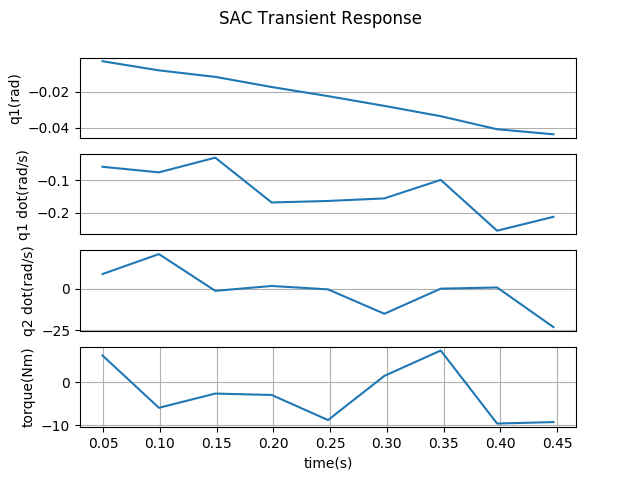 SAC Transient Response
q1(rad)
−0.02
−0.04
q1 dot(rad/s)
−0.1
−0.2
q2 dot(rad/s)
0
−25
torque(Nm)
0
−10
0.05 0.10 0.15 0.20 0.25 0.30 0.35 0.40 0.45
time(s)